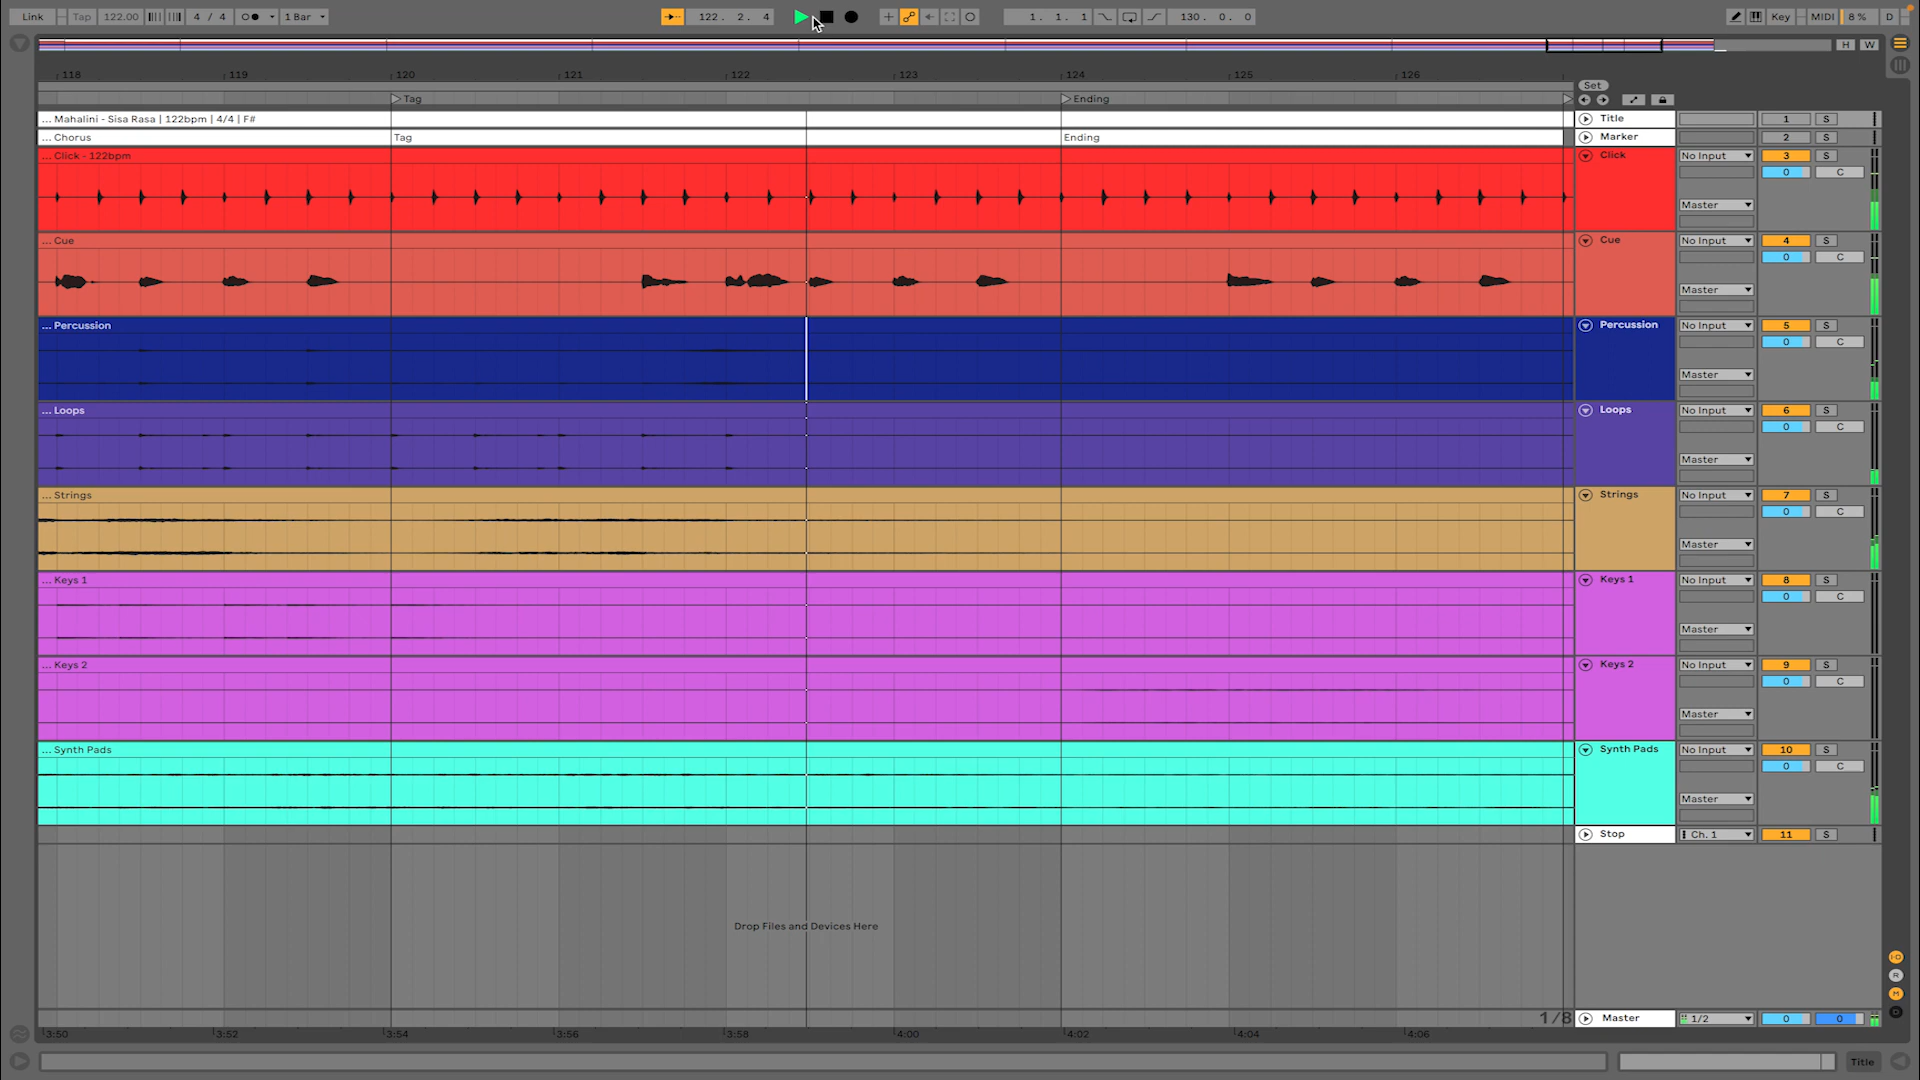 Link Tap 122.00 4 / 4 1 Bar 122. 2. 4 1. 1. 1 130. 0. 0 Key MIDI 8 % D
H W
118 119 120 121 122 123 124 125 126
Set
Tag Ending
... Mahalini - Sisa Rasa | 122bpm | 4/4 | F# Title 1 S
... Chorus Tag Ending Marker 2 S
... Click - 122bpm Click No Input 3 S
0 C
Master
... Cue Cue No Input 4 S
0 C
Master
... Percussion Percussion No Input 5 S
0 C
Master
... Loops Loops No Input 6 S
0 C
Master
... Strings Strings No Input 7 S
0 C
Master
... Keys 1 Keys 1 No Input 8 S
0 C
Master
... Keys 2 Keys 2 No Input 9 S
0 C
Master
... Synth Pads Synth Pads No Input 10 S
0 C
Master
Stop Ch. 1 11 S
Drop Files and Devices Here
I·O
R
M
D
1/8 Master 1/2 0 0
3:50 3:52 3:54 3:56 3:58 4:00 4:02 4:04 4:06
Title